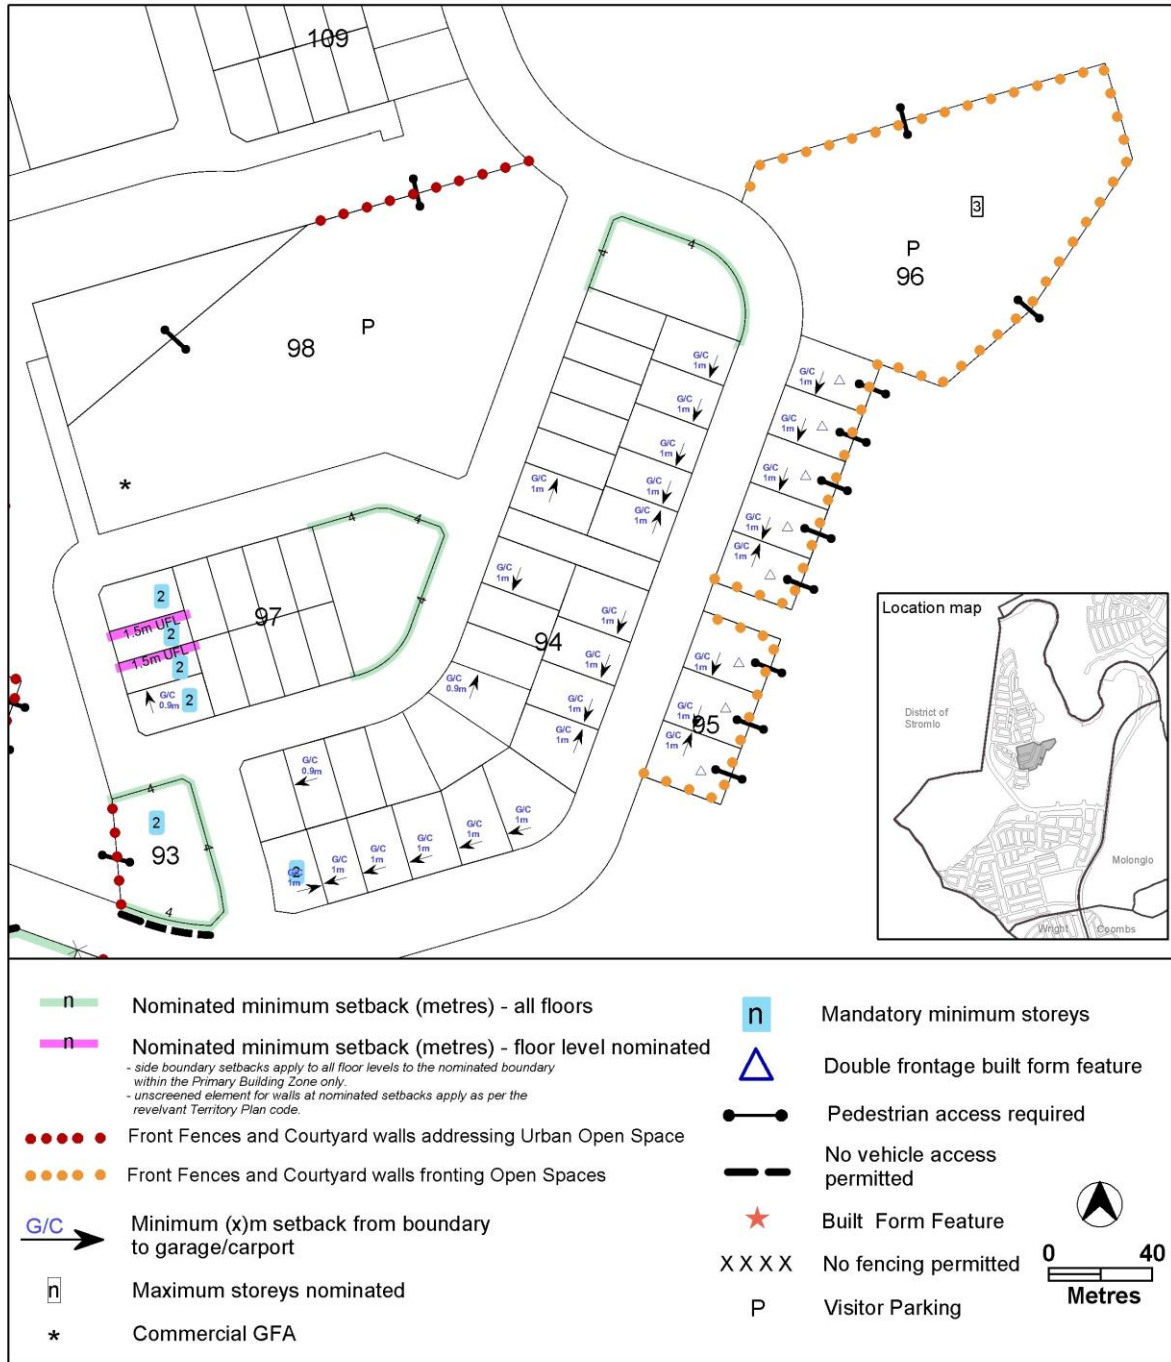 109
3
P
96
4
4
P
98
G/C
1m
G/C
1m
G/C
1m
G/C
1m
G/C
1m
G/C
1m
G/C
1m
G/C
1m
G/C
1m
G/C
1m
G/C
1m
*
4
4
4
4
2
1.5m UFL
2
1.5m UFL
2
G/C
0.9m
2
97
G/C
1m
G/C
1m
94
G/C
1m
G/C
0.9m
G/C
1m
G/C
1m
G/C
1m
G/C
1m
95
G/C
1m
G/C
0.9m
G/C
1m
G/C
1m
G/C
1m
G/C
1m
G/C
1m
2
G/C
1m
4
2
4
93
4
Location map
District of
Stromlo
Molonglo
Wright
Coombs
n Nominated minimum setback (metres) - all floors
n Nominated minimum setback (metres) - floor level nominated
- side boundary setbacks apply to all floor levels to the nominated boundary
within the Primary Building Zone only.
- unscreened element for walls at nominated setbacks apply as per the
revelvant Territory Plan code.
Front Fences and Courtyard walls addressing Urban Open Space
Front Fences and Courtyard walls fronting Open Spaces
G/C Minimum (x)m setback from boundary
to garage/carport
n Maximum storeys nominated
* Commercial GFA
n Mandatory minimum storeys
Double frontage built form feature
Pedestrian access required
No vehicle access
permitted
Built Form Feature
X X X X No fencing permitted
P Visitor Parking
0 40
Metres